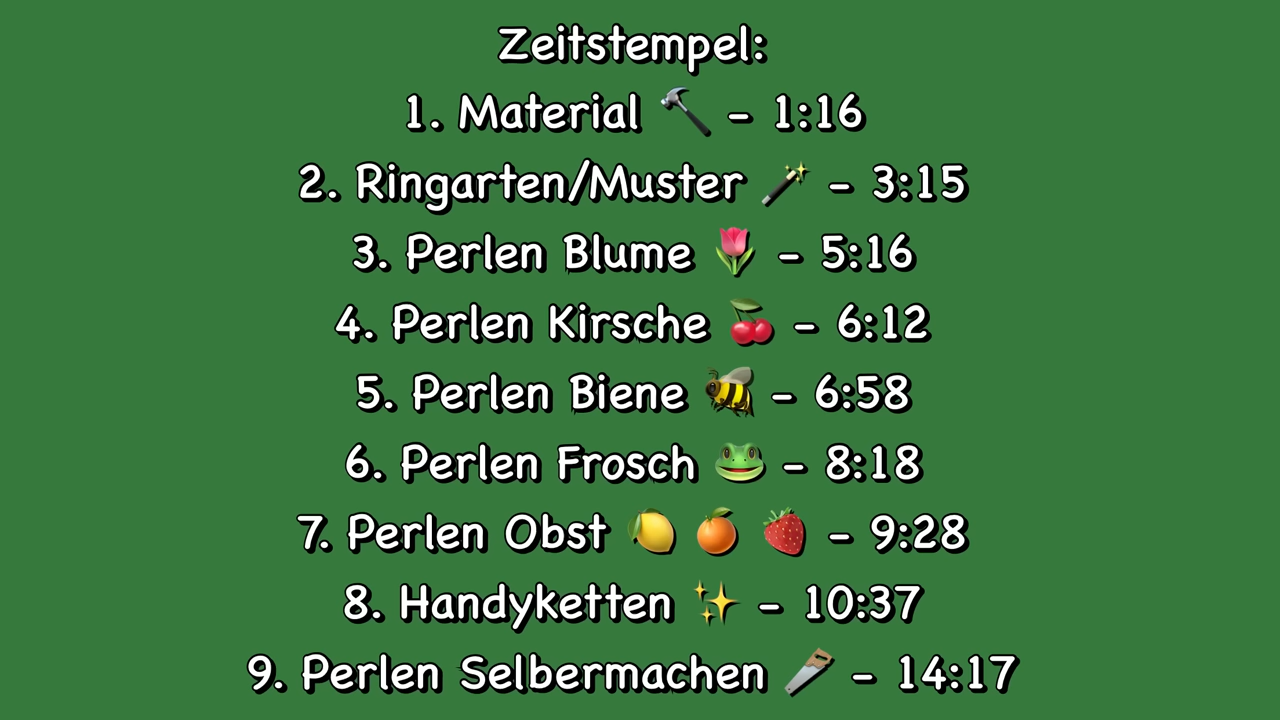 Zeitstempel:
1. Material 🔨 - 1:16
2. Ringarten/Muster 🪄 - 3:15
3. Perlen Blume 🌷 - 5:16
4. Perlen Kirsche 🍒 - 6:12
5. Perlen Biene 🐝 - 6:58
6. Perlen Frosch 🐸 - 8:18
7. Perlen Obst 🍋 🍊 🍓 - 9:28
8. Handyketten ✨ - 10:37
9. Perlen Selbermachen 🪚 - 14:17